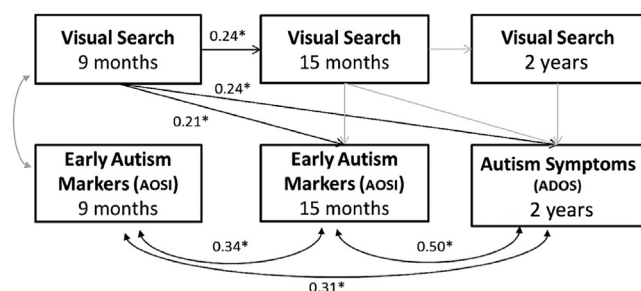 Visual Search
9 months
0.24*
Visual Search
15 months
Visual Search
2 years
0.24*
0.21*
Early Autism
Markers (AOSI)
9 months
Early Autism
Markers (AOSI)
15 months
Autism Symptoms
(ADOS)
2 years
0.34*
0.50*
0.31*